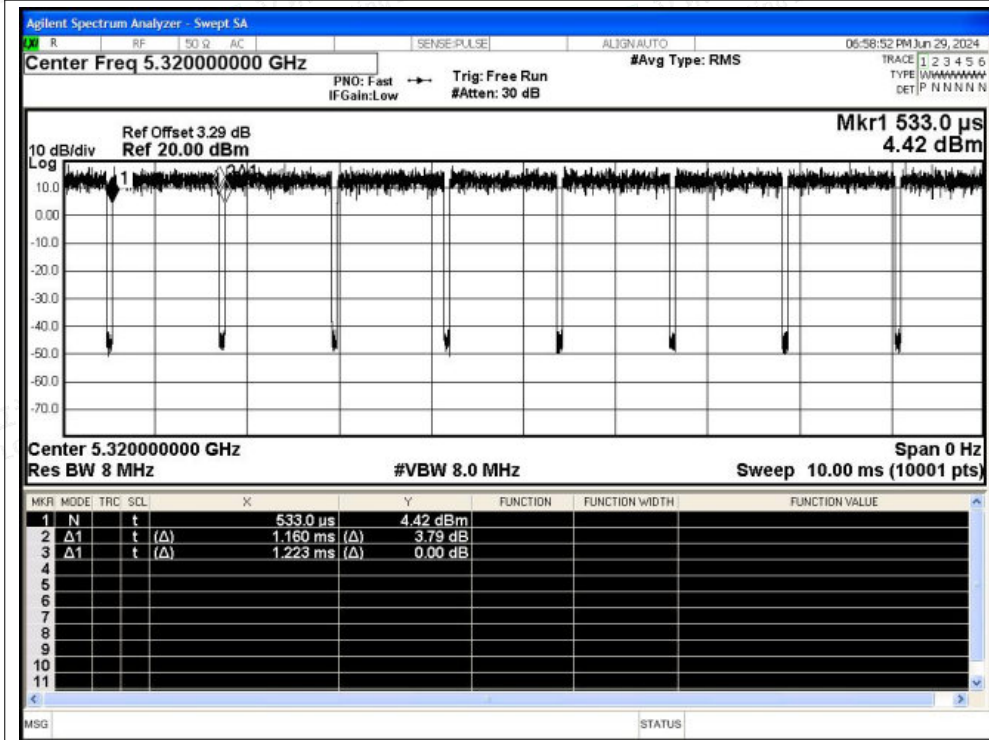 Agilent Spectrum Analyzer - Swept SA
LXI R RF 50 Ω AC SENSE:PULSE ALIGN AUTO 06:58:52 PM Jun 29, 2024
Center Freq 5.320000000 GHz #Avg Type: RMS TRACE 1 2 3 4 5 6
PNO: Fast Trig: Free Run TYPE WWWWWW
IFGain:Low #Atten: 30 dB DET P N N N N N
Mkr1 533.0 µs
Ref Offset 3.29 dB
10 dB/div Ref 20.00 dBm 4.42 dBm
Log
1
10.0
0.00
-10.0
-20.0
-30.0
-40.0
-50.0
-60.0
-70.0
Center 5.320000000 GHz Span 0 Hz
Res BW 8 MHz #VBW 8.0 MHz Sweep 10.00 ms (10001 pts)
MKR MODE TRC SCL X Y FUNCTION FUNCTION WIDTH FUNCTION VALUE
1 N t 533.0 µs 4.42 dBm
2 Δ1 t (Δ) 1.160 ms (Δ) 3.79 dB
3 Δ1 t (Δ) 1.223 ms (Δ) 0.00 dB
4
5
6
7
8
9
10
11
MSG STATUS